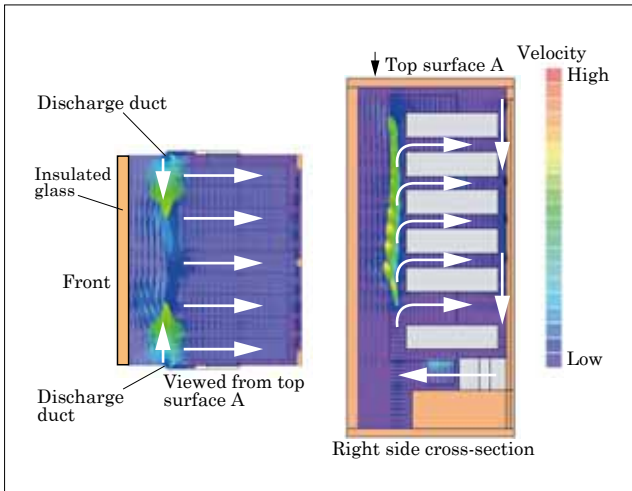 Discharge duct
Insulated
glass
Front
Discharge
duct
Viewed from top
surface A
Top surface A
Right side cross-section
Velocity
High
Low